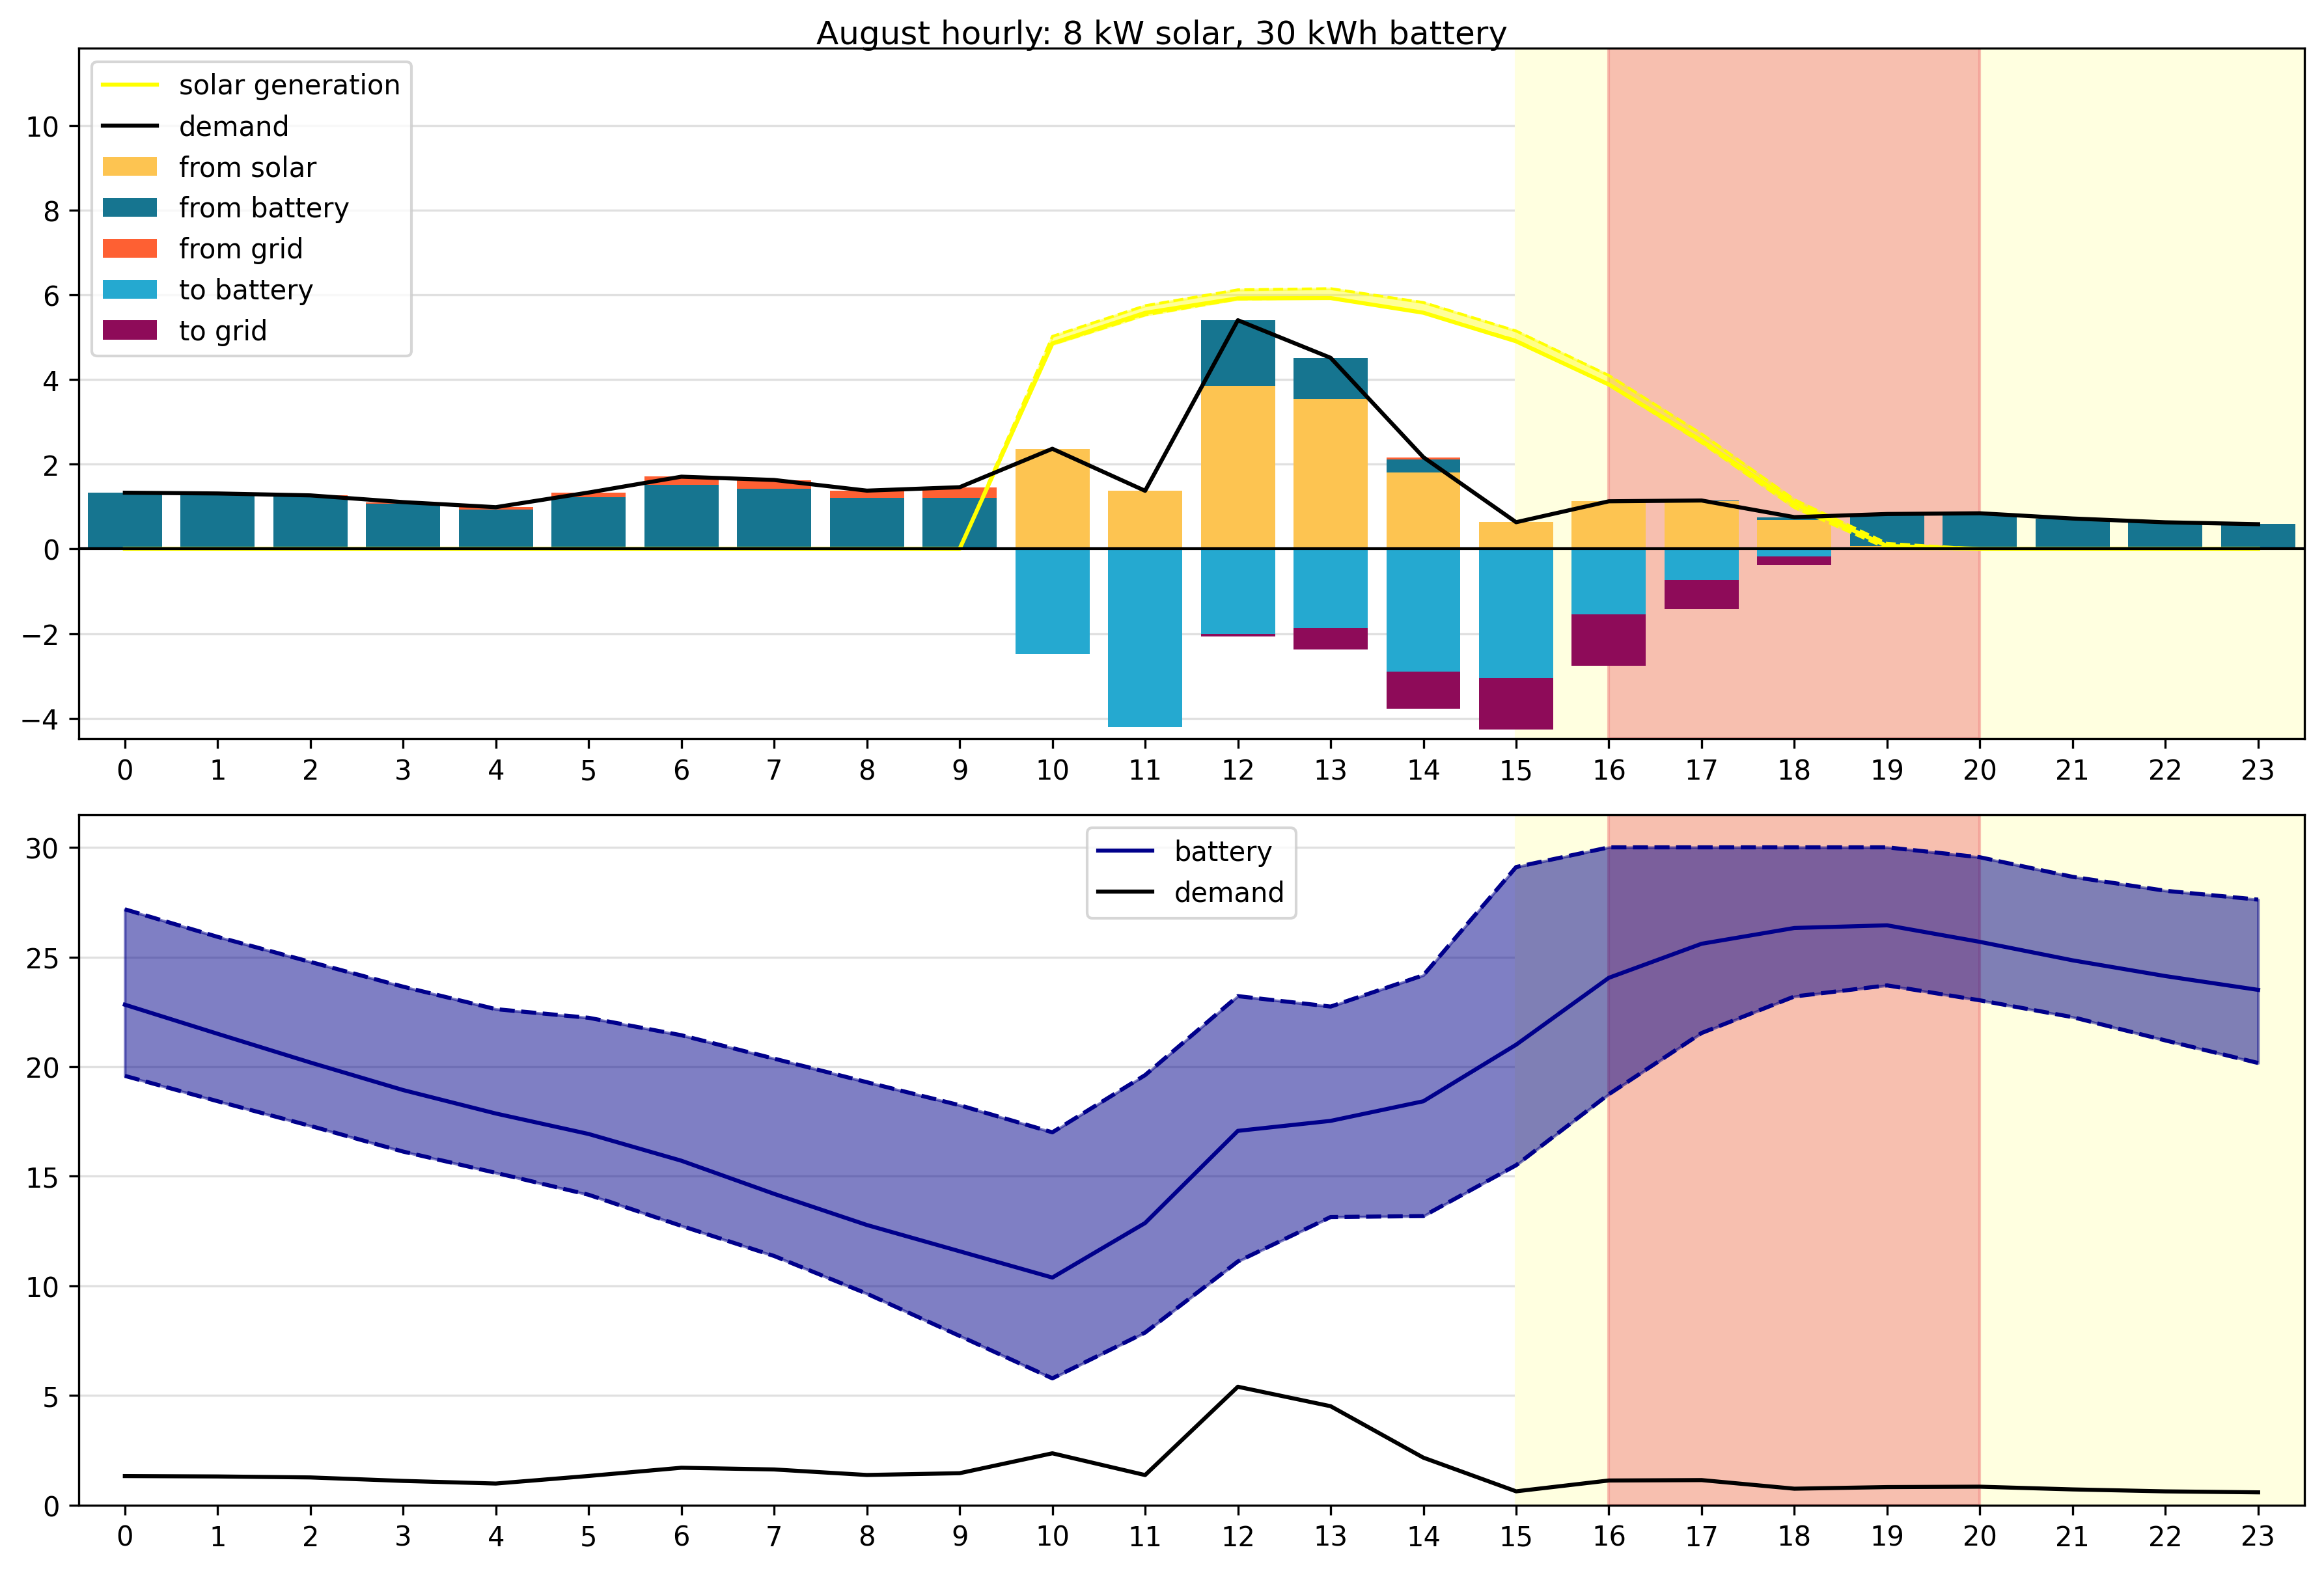 August hourly: 8 kW solar, 30 kWh battery
solar generation
demand
from solar
from battery
from grid
to battery
to grid
10
8
6
4
2
0
−2
−4
0 1 2 3 4 5 6 7 8 9 10 11 12 13 14 15 16 17 18 19 20 21 22 23
battery
demand
30
25
20
15
10
5
0
0 1 2 3 4 5 6 7 8 9 10 11 12 13 14 15 16 17 18 19 20 21 22 23